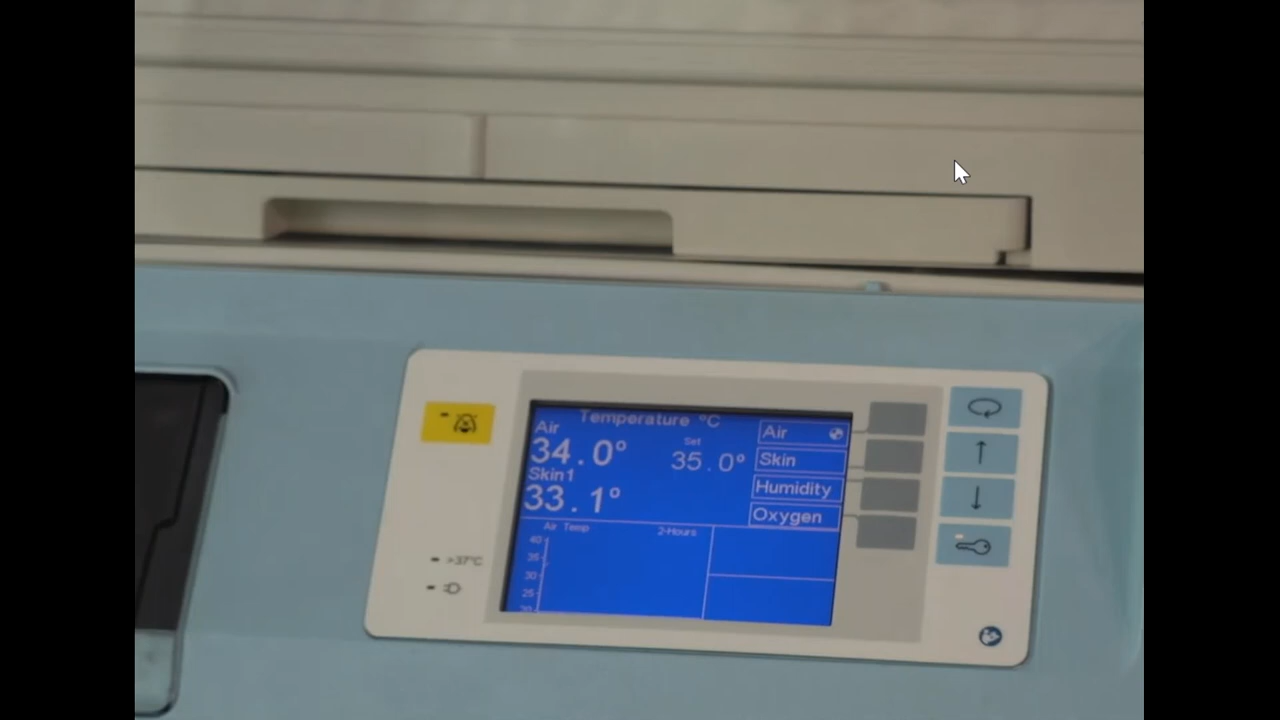 Temperature °C
Air
34.0°
Set
35.0°
Skin1
33.1°
Air
Skin
Humidity
Oxygen
Air Temp
2-Hours
40
35
30
25
>37°C